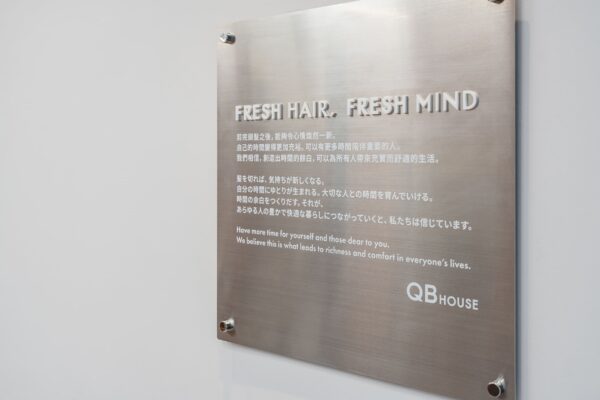 FRESH HAIR, FRESH MIND
剪完頭髮之後，能夠令心情煥然一新。
自己的時間變得更加充裕，可以有更多時間陪伴重要的人。
我們相信，創造出時間的餘白，可以為所有人帶來充實而舒適的生活。
髪を切れば、気持ちが新しくなる。
自分の時間にゆとりが生まれる。大切な人との時間を育んでいける。
時間の余白をつくりだす。それが、
あらゆる人の豊かで快適な暮らしにつながっていくと、私たちは信じています。
Have more time for yourself and those dear to you.
We believe this is what leads to richness and comfort in everyone's lives.
QB HOUSE